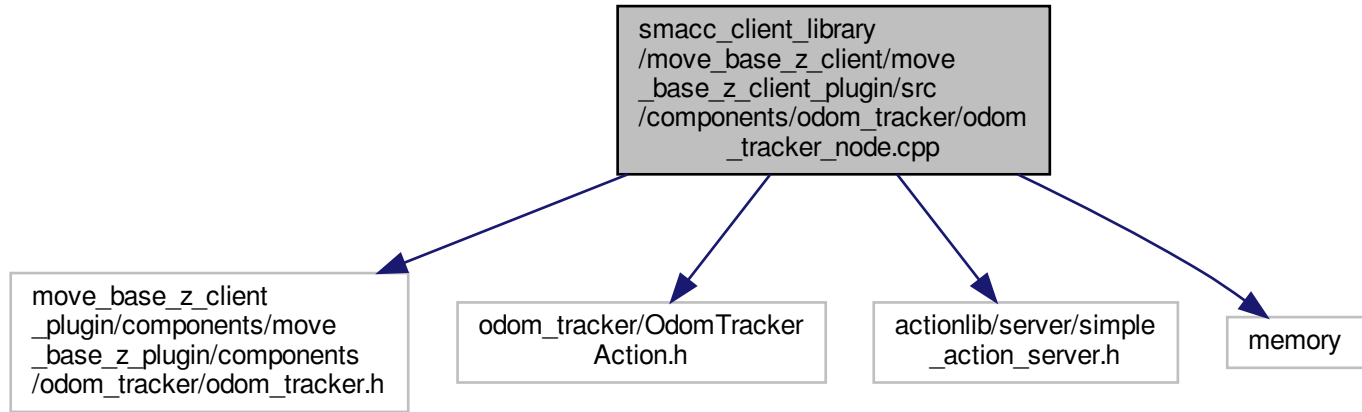 smacc_client_library
/move_base_z_client/move
_base_z_client_plugin/src
/components/odom_tracker/odom
_tracker_node.cpp
move_base_z_client
_plugin/components/move
_base_z_plugin/components
/odom_tracker/odom_tracker.h
odom_tracker/OdomTracker
Action.h
actionlib/server/simple
_action_server.h
memory